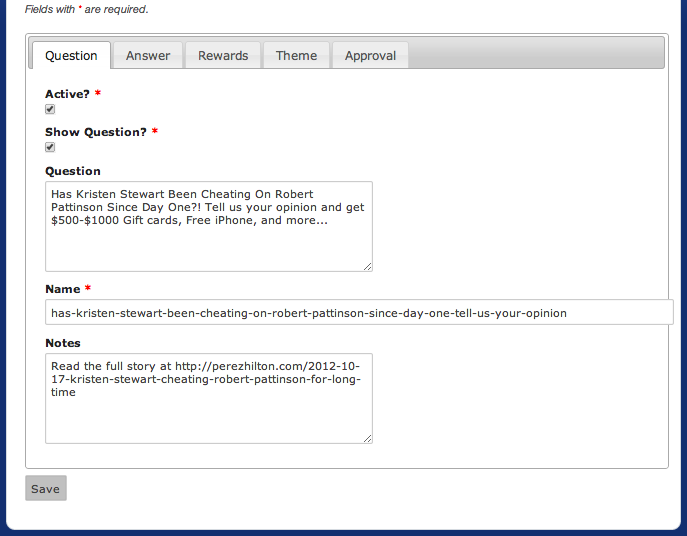 Fields with * are required.
Question Answer Rewards Theme Approval
Active? *
Show Question? *
Question
Has Kristen Stewart Been Cheating On Robert
Pattinson Since Day One?! Tell us your opinion and get
$500-$1000 Gift cards, Free iPhone, and more...
Name *
has-kristen-stewart-been-cheating-on-robert-pattinson-since-day-one-tell-us-your-opinion
Notes
Read the full story at http://perezhilton.com/2012-10-
17-kristen-stewart-cheating-robert-pattinson-for-long-
time
Save